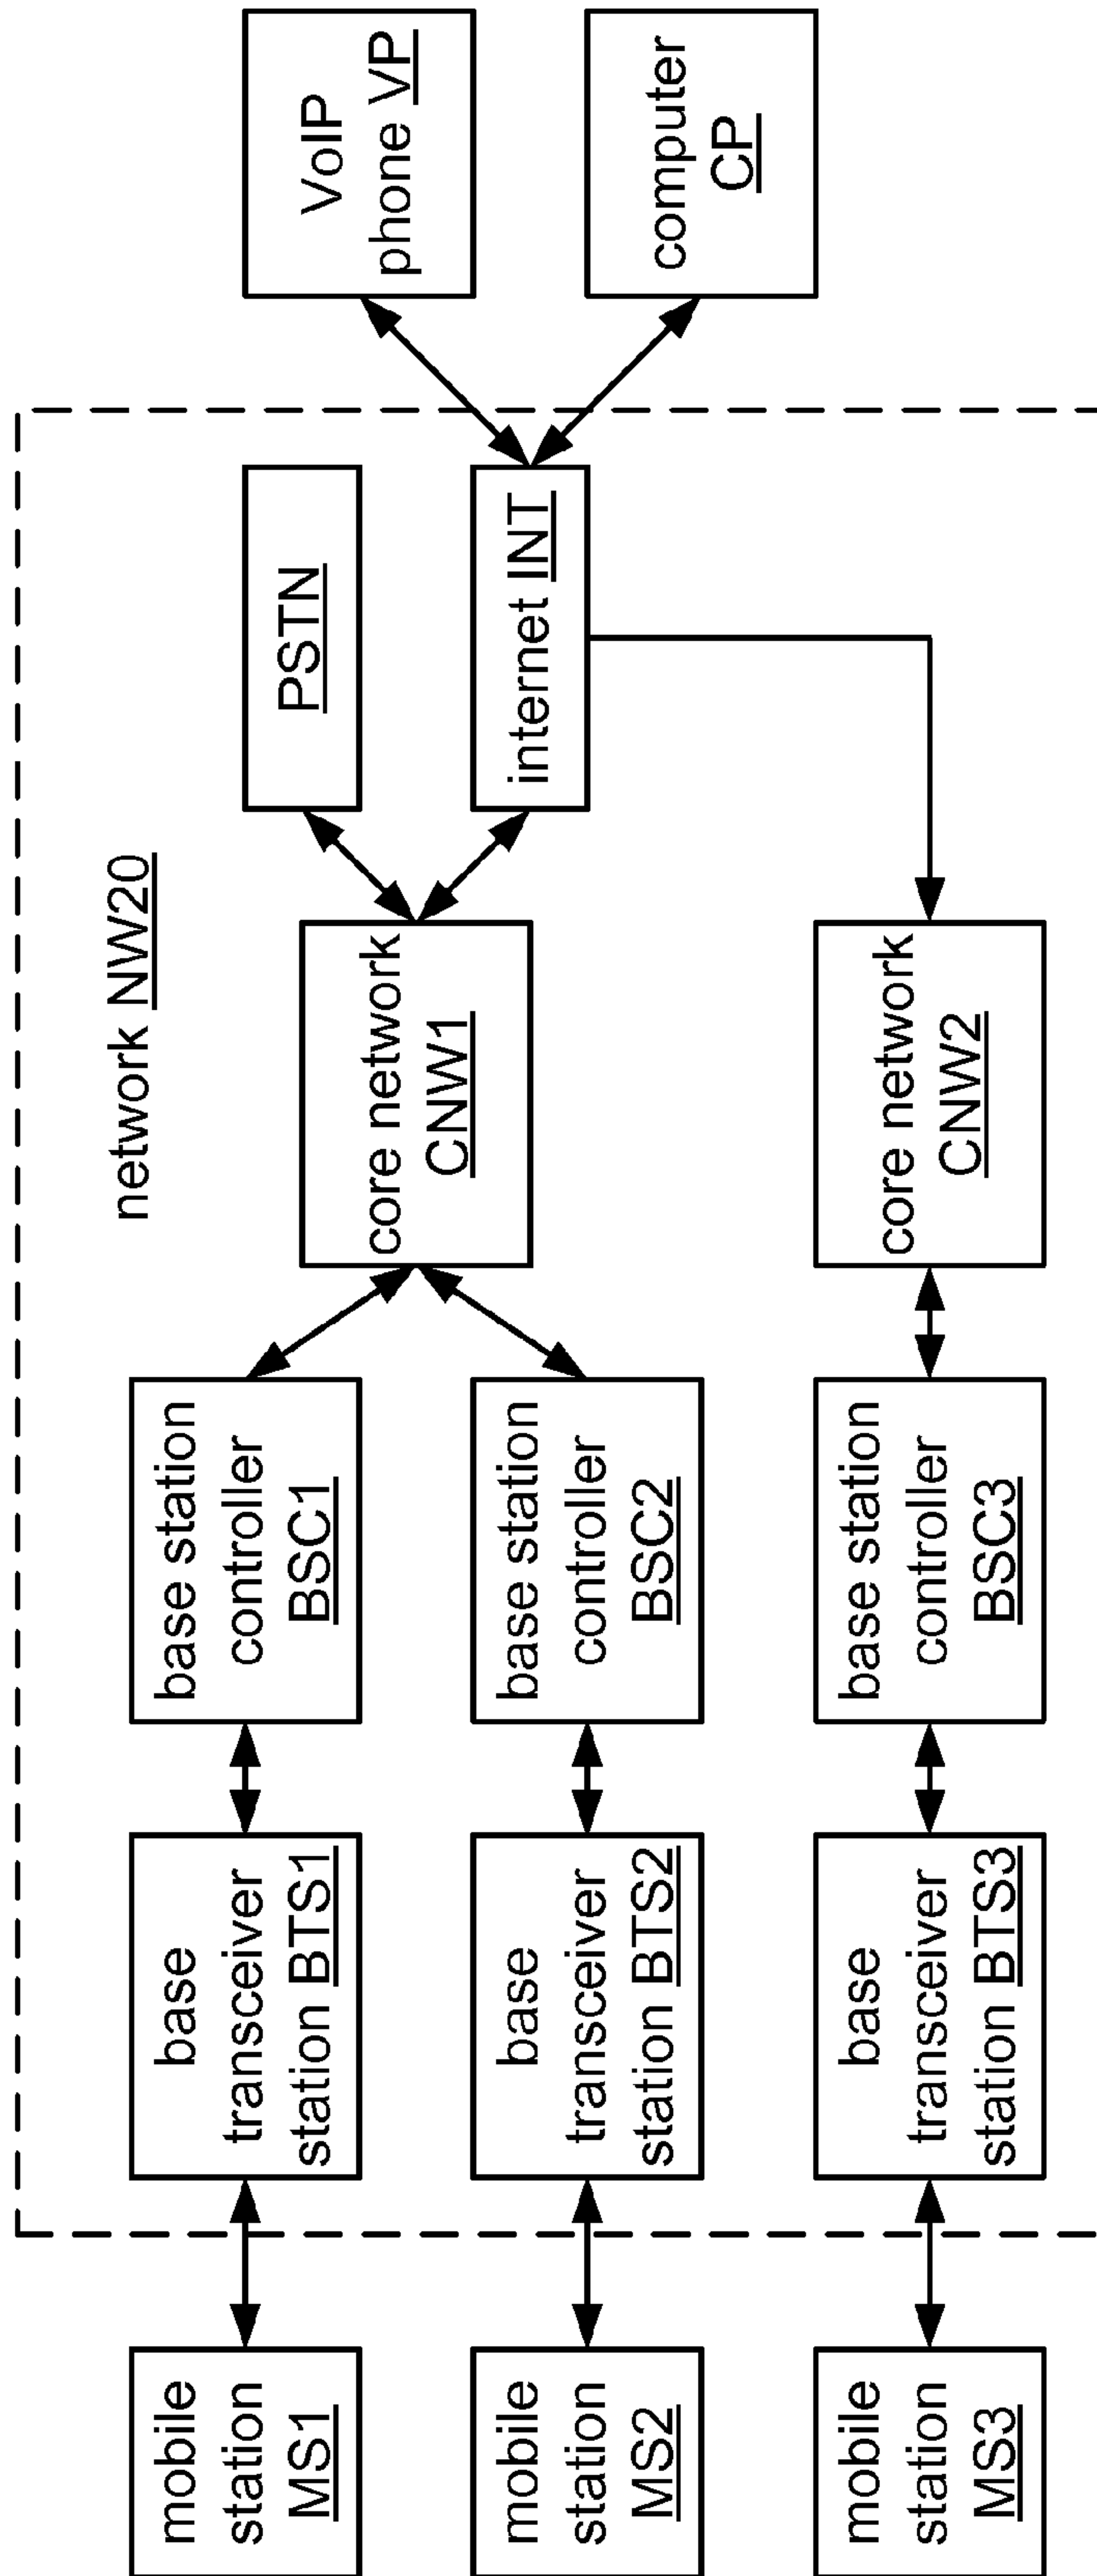 network NW20
mobile
station
MS1
base
transceiver
station BTS1
base station
controller
BSC1
core network
CNW1
PSTN
VoIP
phone VP
mobile
station
MS2
base
transceiver
station BTS2
base station
controller
BSC2
internet INT
computer
CP
mobile
station
MS3
base
transceiver
station BTS3
base station
controller
BSC3
core network
CNW2